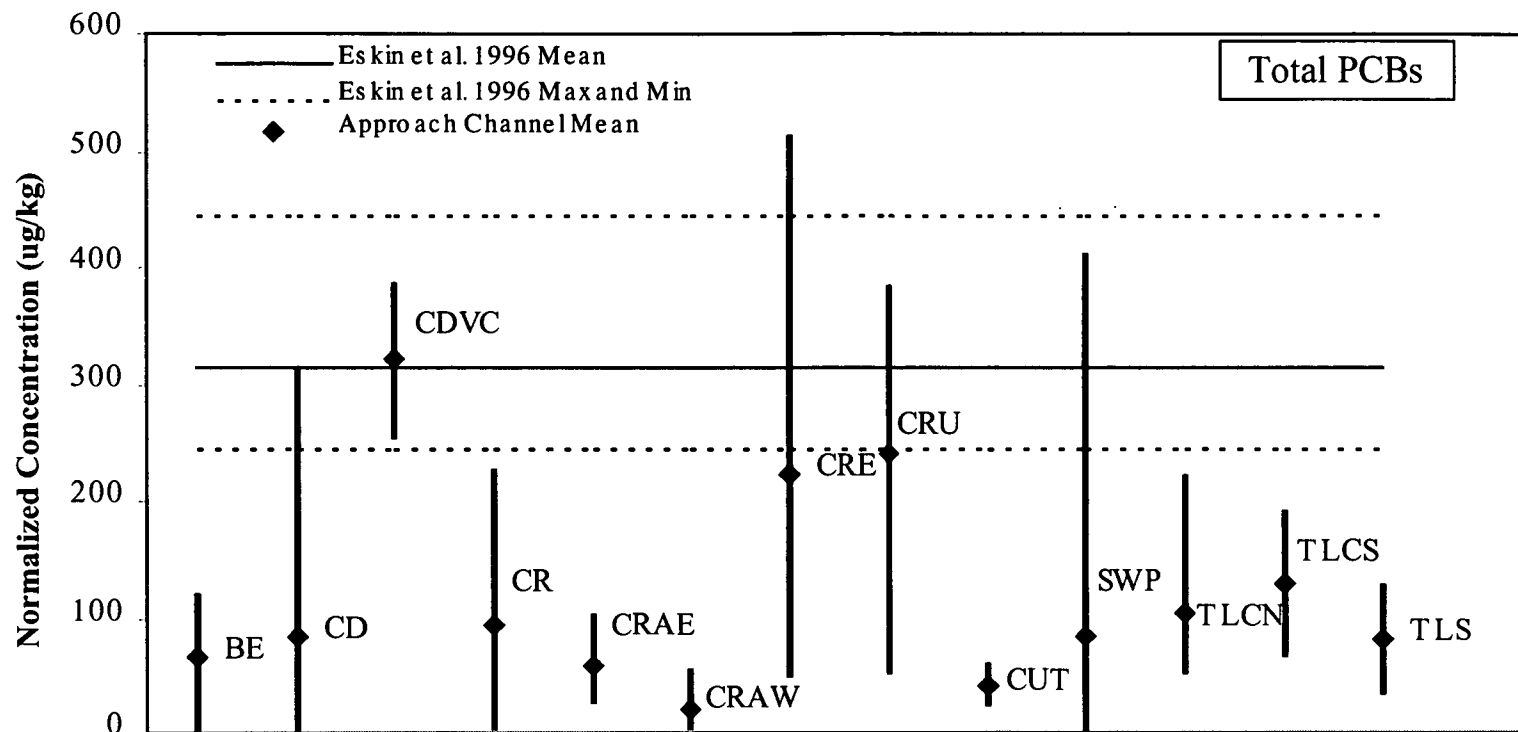 600
Eskin et al. 1996 Mean
Total PCBs
Eskin et al. 1996 Max and Min
Approach Channel Mean
500
400
300
200
100
0
Normalized Concentration (ug/kg)
BE
CD
CDVC
CR
CRAE
CRAW
CRE
CRU
CUT
SWP
TLCN
TLCS
TLS